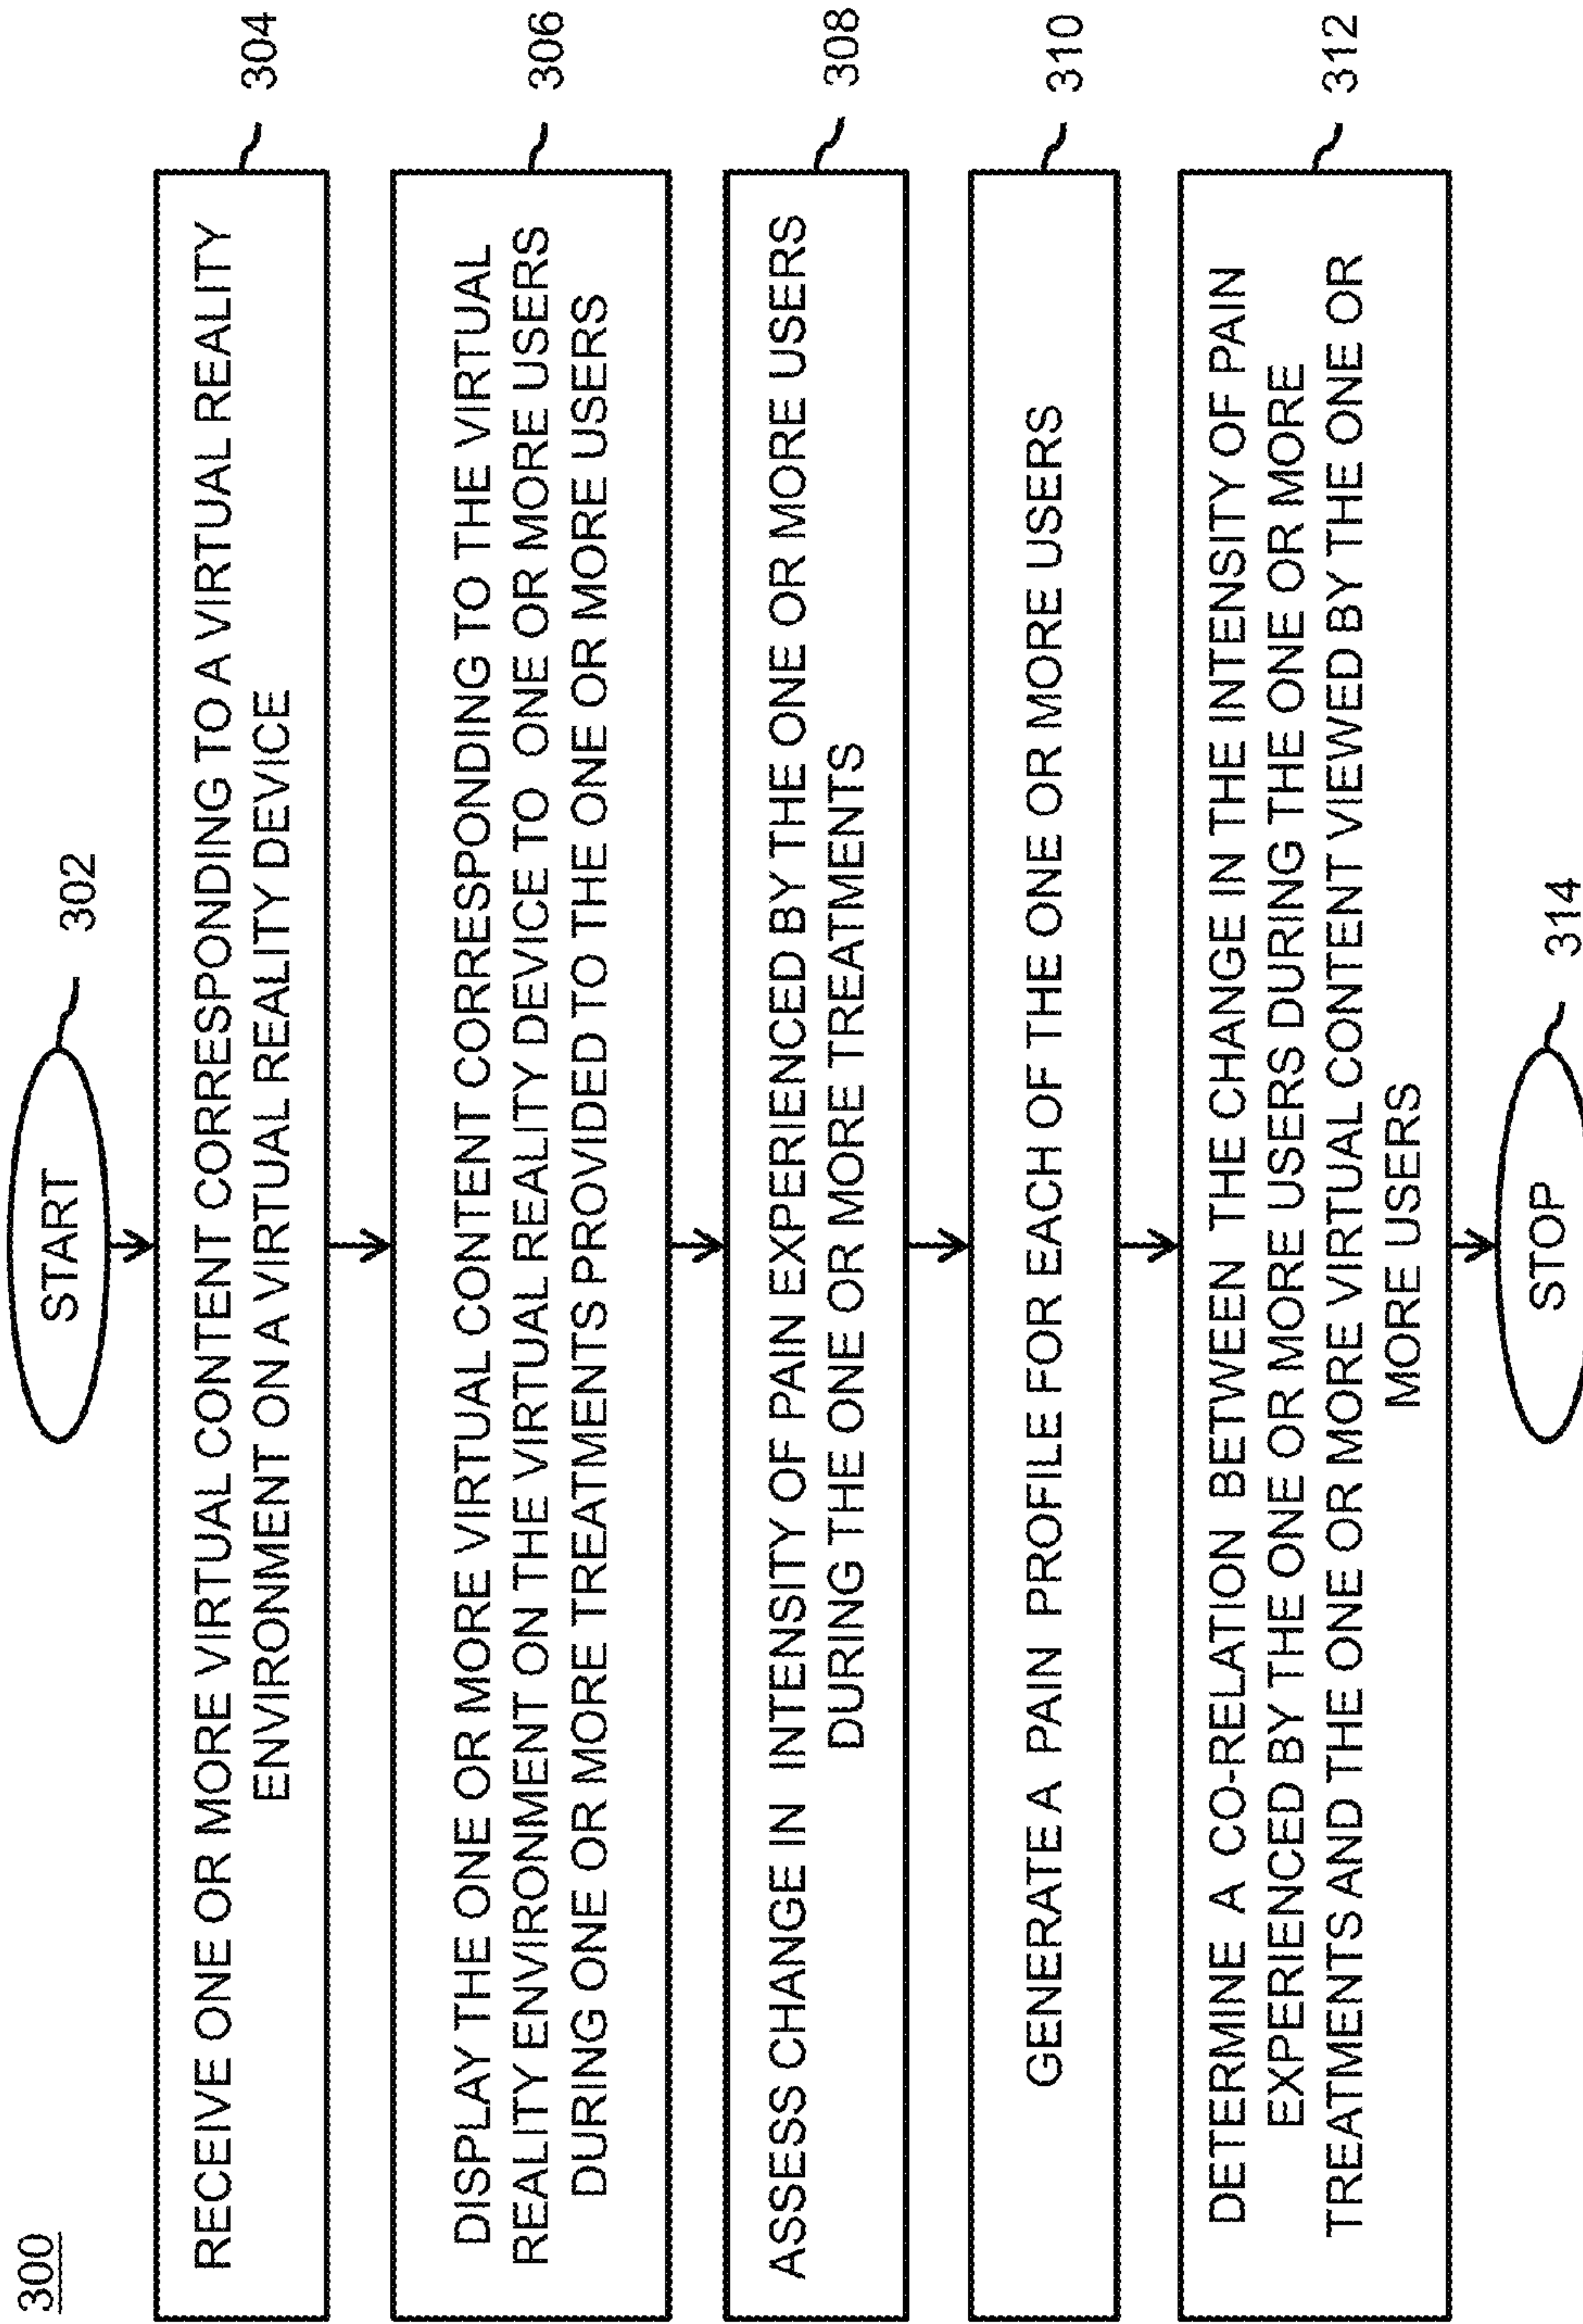 300
START
302
RECEIVE ONE OR MORE VIRTUAL CONTENT CORRESPONDING TO A VIRTUAL REALITY
ENVIRONMENT ON A VIRTUAL REALITY DEVICE
304
DISPLAY THE ONE OR MORE VIRTUAL CONTENT CORRESPONDING TO THE VIRTUAL
REALITY ENVIRONMENT ON THE VIRTUAL REALITY DEVICE TO ONE OR MORE USERS
DURING ONE OR MORE TREATMENTS PROVIDED TO THE ONE OR MORE USERS
306
ASSESS CHANGE IN INTENSITY OF PAIN EXPERIENCED BY THE ONE OR MORE USERS
DURING THE ONE OR MORE TREATMENTS
308
GENERATE A PAIN PROFILE FOR EACH OF THE ONE OR MORE USERS
310
DETERMINE A CO-RELATION BETWEEN THE CHANGE IN THE INTENSITY OF PAIN
EXPERIENCED BY THE ONE OR MORE USERS DURING THE ONE OR MORE
TREATMENTS AND THE ONE OR MORE VIRTUAL CONTENT VIEWED BY THE ONE OR
MORE USERS
312
STOP
314